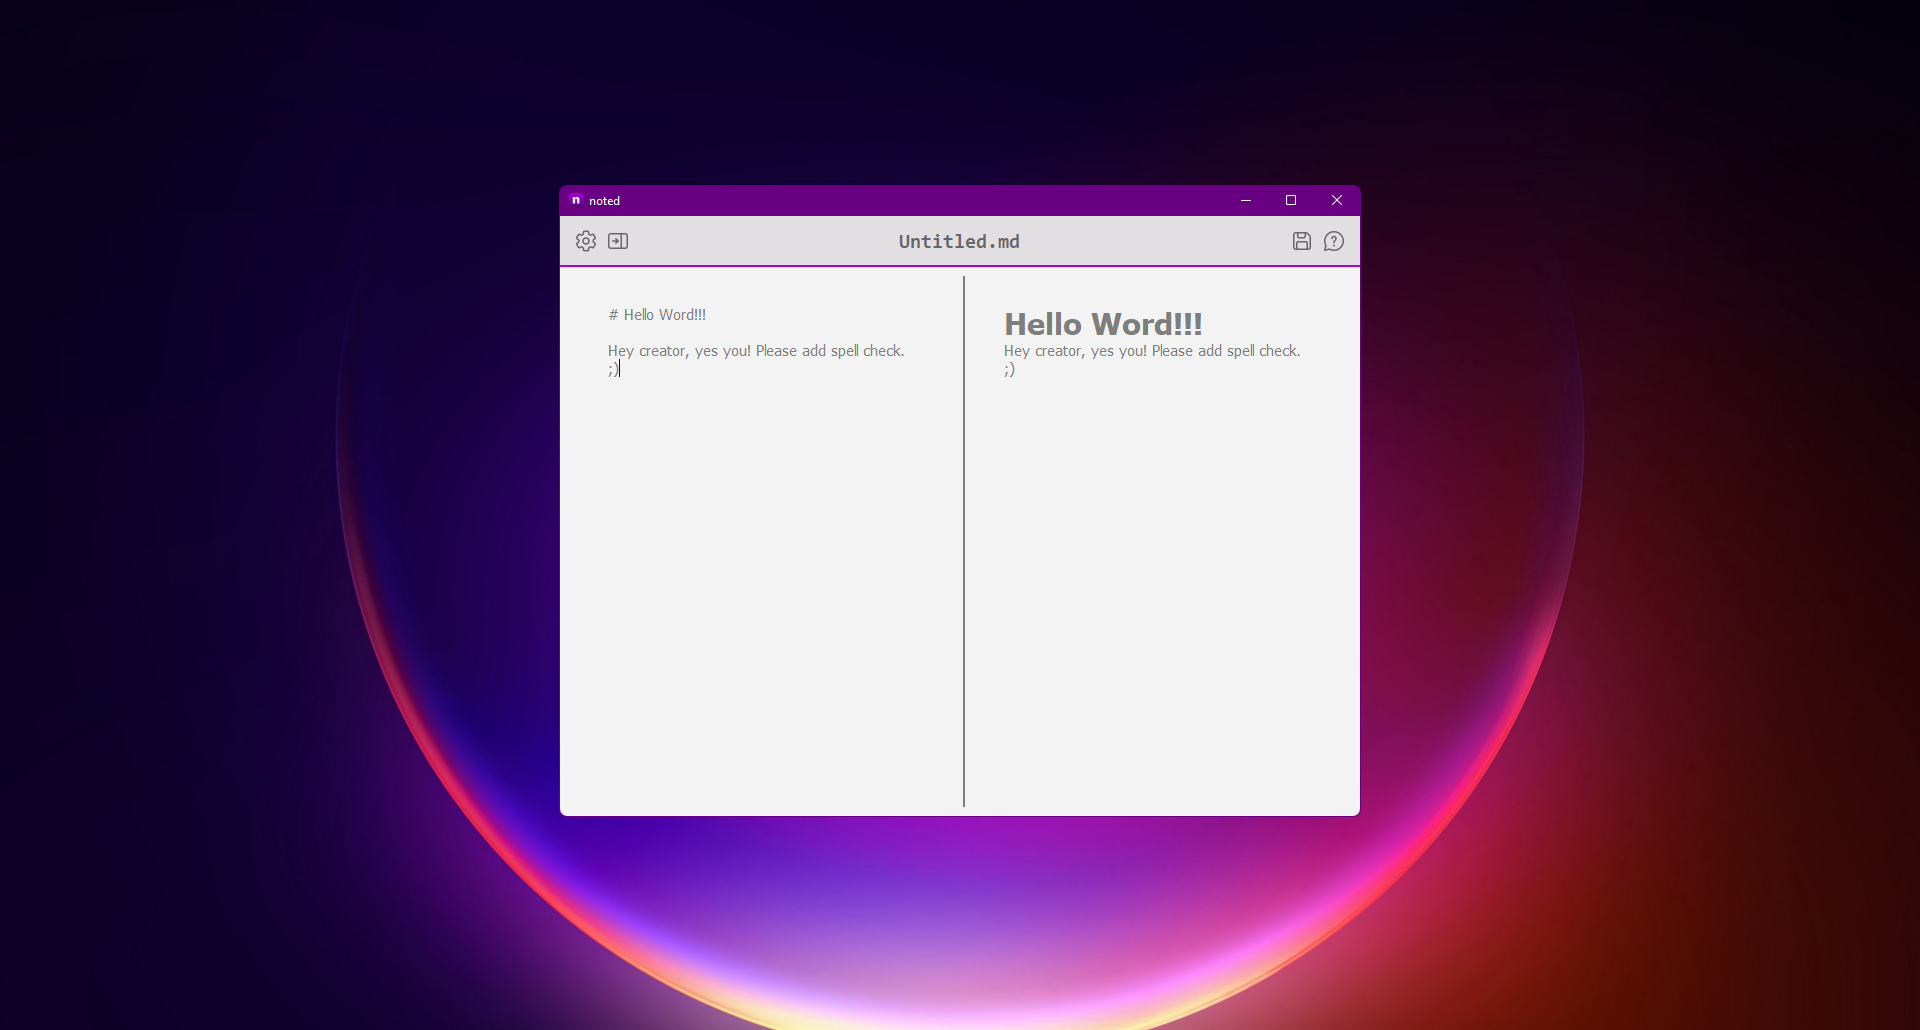 n noted
Untitled.md
# Hello Word!!!
Hey creator, yes you! Please add spell check.
;)
Hello Word!!!
Hey creator, yes you! Please add spell check.
;)